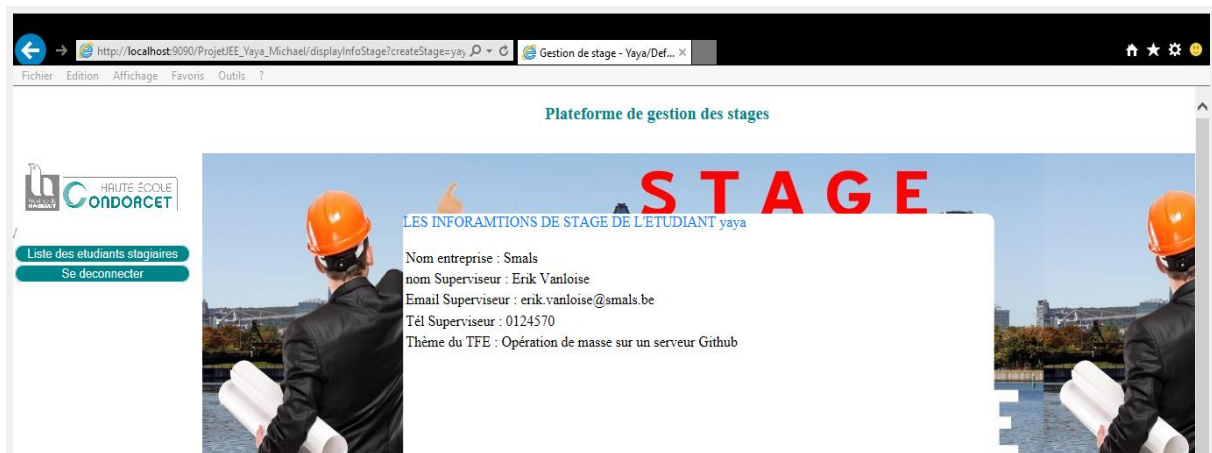 http://localhost:9090/ProjetJEE_Yaya_Michael/displayInfoStage?createStage=yay
Gestion de stage - Yaya/Def... ×
Fichier Edition Affichage Favoris Outils ?
Plateforme de gestion des stages
HAUTE ÉCOLE
CONDORCET
/
Liste des etudiants stagiaires
Se deconnecter
STAGE
LES INFORAMTIONS DE STAGE DE L'ETUDIANT yaya
Nom entreprise : Smals
nom Superviseur : Erik Vanloise
Email Superviseur : erik.vanloise@smals.be
Tél Superviseur : 0124570
Thème du TFE : Opération de masse sur un serveur Github
E